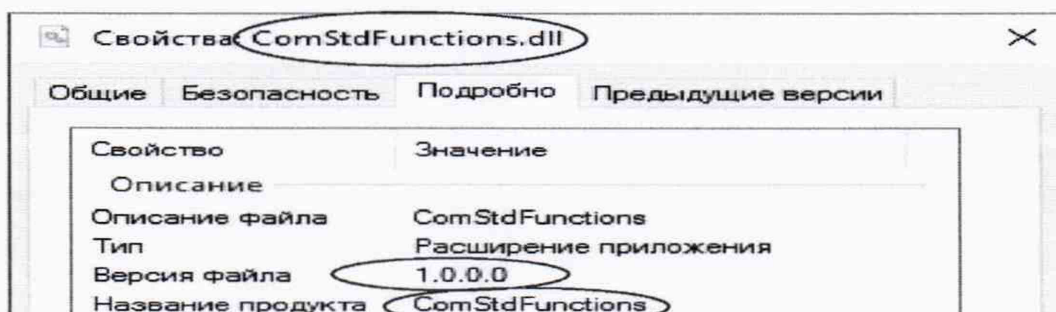 Свойства: ComStdFunctions.dll
Общие Безопасность Подробно Предыдущие версии
Свойство Значение
Описание
Описание файла ComStdFunctions
Тип Расширение приложения
Версия файла 1.0.0.0
Название продукта ComStdFunctions